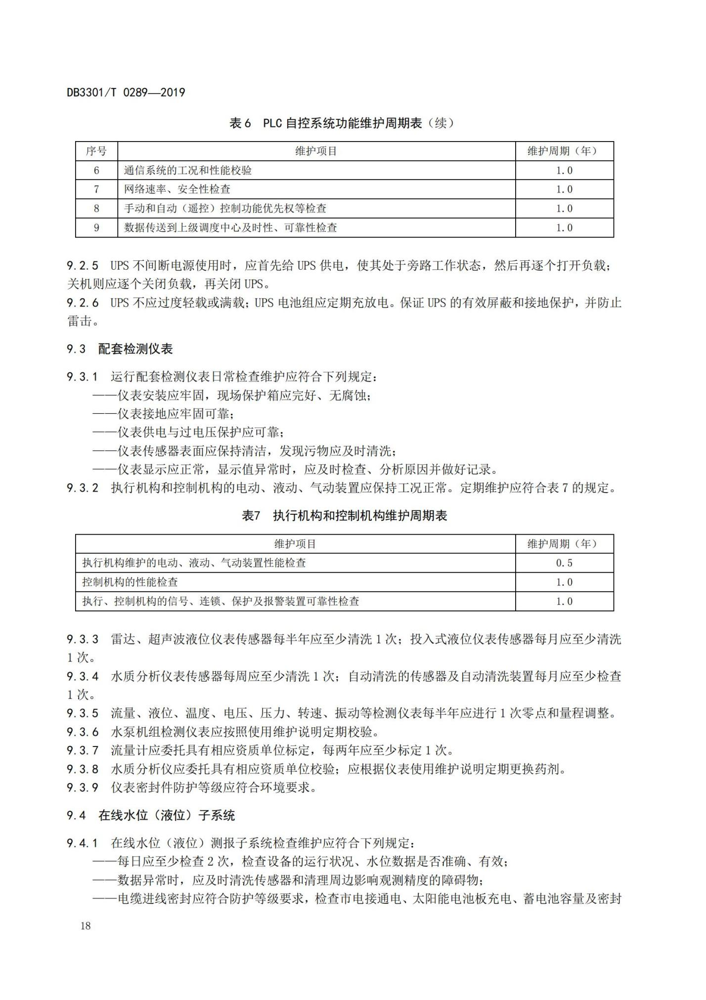 DB3301/T 0289—2019
表 6 PLC 自控系统功能维护周期表（续）
序号 维护项目 维护周期（年）
6 通信系统的工况和性能校验 1.0
7 网络速率、安全性检查 1.0
8 手动和自动（遥控）控制功能优先权等检查 1.0
9 数据传送到上级调度中心及时性、可靠性检查 1.0
9.2.5 UPS 不间断电源使用时，应首先给 UPS 供电，使其处于旁路工作状态，然后再逐个打开负载；
关机则应逐个关闭负载，再关闭 UPS。
9.2.6 UPS 不应过度轻载或满载；UPS 电池组应定期充放电。保证 UPS 的有效屏蔽和接地保护，并防止
雷击。
9.3 配套检测仪表
9.3.1 运行配套检测仪表日常检查维护应符合下列规定：
——仪表安装应牢固，现场保护箱应完好、无腐蚀；
——仪表接地应牢固可靠；
——仪表供电与过电压保护应可靠；
——仪表传感器表面应保持清洁，发现污物应及时清洗；
——仪表显示应正常，显示值异常时，应及时检查、分析原因并做好记录。
9.3.2 执行机构和控制机构的电动、液动、气动装置应保持工况正常。定期维护应符合表 7 的规定。
表7 执行机构和控制机构维护周期表
维护项目 维护周期（年）
执行机构维护的电动、液动、气动装置性能检查 0.5
控制机构的性能检查 1.0
执行、控制机构的信号、连锁、保护及报警装置可靠性检查 1.0
9.3.3 雷达、超声波液位仪表传感器每半年应至少清洗 1 次；投入式液位仪表传感器每月应至少清洗
1 次。
9.3.4 水质分析仪表传感器每周应至少清洗 1 次；自动清洗的传感器及自动清洗装置每月应至少检查
1 次。
9.3.5 流量、液位、温度、电压、压力、转速、振动等检测仪表每半年应进行 1 次零点和量程调整。
9.3.6 水泵机组检测仪表应按照使用维护说明定期校验。
9.3.7 流量计应委托具有相应资质单位标定，每两年应至少标定 1 次。
9.3.8 水质分析仪应委托具有相应资质单位校验；应根据仪表使用维护说明定期更换药剂。
9.3.9 仪表密封件防护等级应符合环境要求。
9.4 在线水位（液位）子系统
9.4.1 在线水位（液位）测报子系统检查维护应符合下列规定：
——每日应至少检查 2 次，检查设备的运行状况、水位数据是否准确、有效；
——数据异常时，应及时清洗传感器和清理周边影响观测精度的障碍物；
——电缆进线密封应符合防护等级要求，检查市电接通电、太阳能电池板充电、蓄电池容量及密封
18